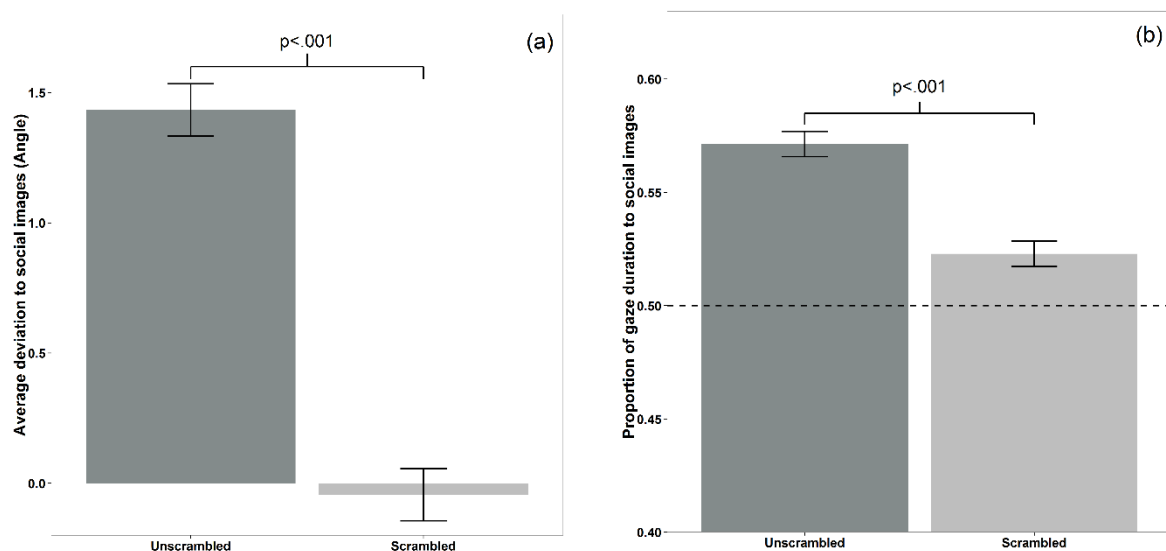 (a)
p<.001
Average deviation to social images (Angle)
1.5
1.0
0.5
0.0
Unscrambled
Scrambled
(b)
p<.001
Proportion of gaze duration to social images
0.60
0.55
0.50
0.45
0.40
Unscrambled
Scrambled